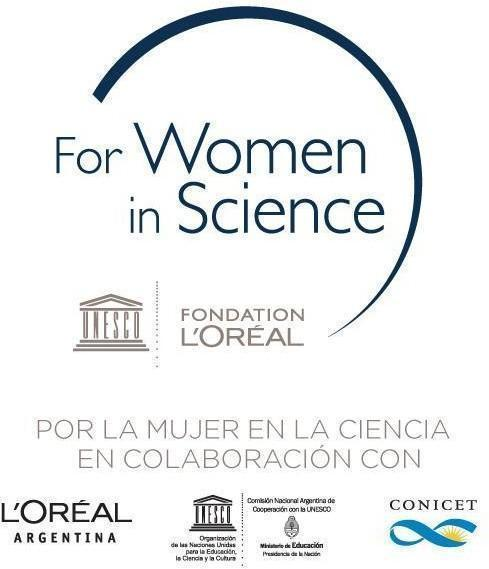 For Women
in Science
UNESCO
FONDATION
L'ORÉAL
POR LA MUJER EN LA CIENCIA
EN COLABORACIÓN CON
L'ORÉAL
ARGENTINA
UNESCO
Organización
de las Naciones Unidas
para la Educación,
la Ciencia y la Cultura
Comisión Nacional Argentina de
Cooperación con la UNESCO
Ministerio de Educación
Presidencia de la Nación
CONICET